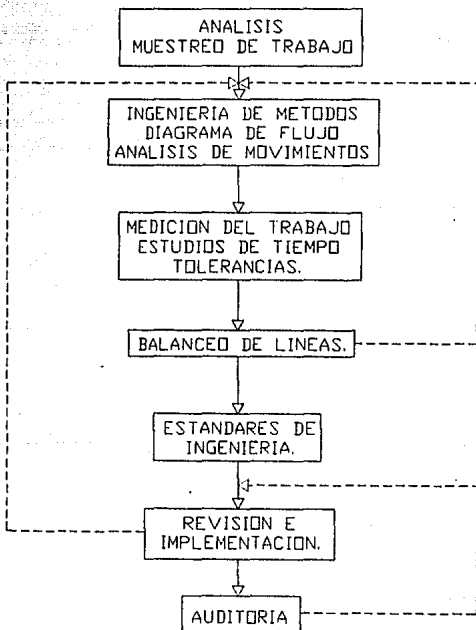 ANALISIS
MUESTREO DE TRABAJO
INGENIERIA DE METODOS
DIAGRAMA DE FLUJO
ANALISIS DE MOVIMIENTOS
MEDICION DEL TRABAJO
ESTUDIOS DE TIEMPO
TOLERANCIAS.
BALANCEO DE LINEAS.
ESTANDARES DE
INGENIERIA.
REVISION E
IMPLEMENTACION.
AUDITORIA